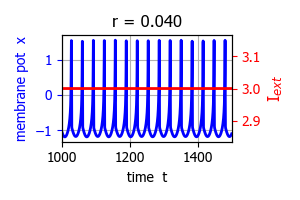 r = 0.040
membrane pot x
1
0
−1
3.1
3.0
2.9
I_ext
1000
1200
1400
time t